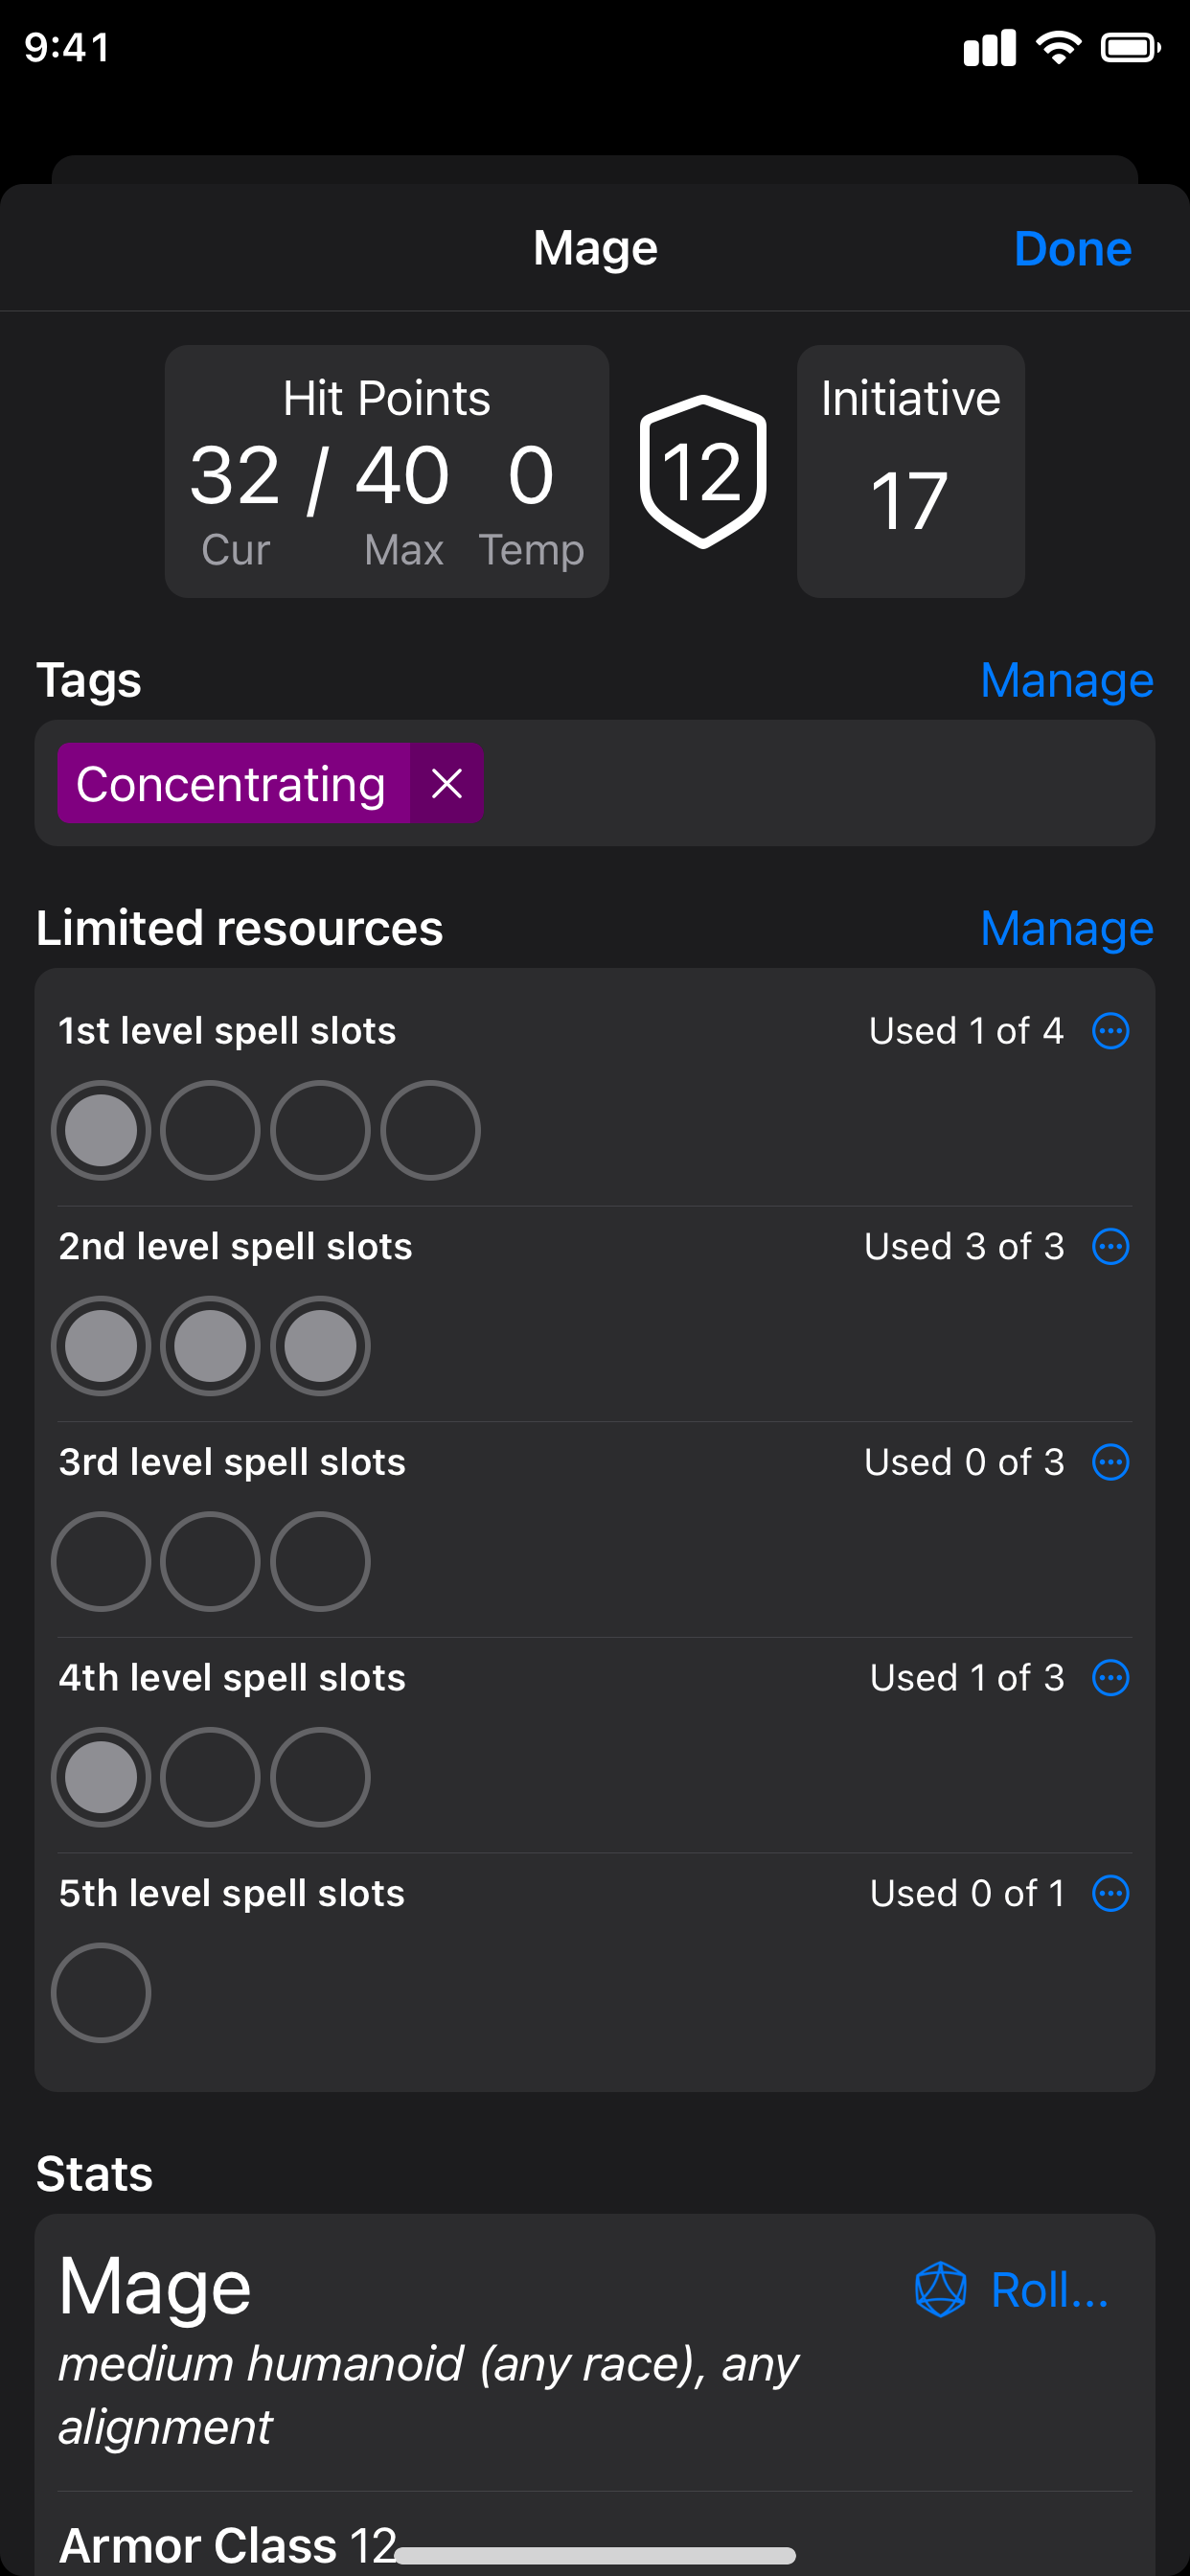 9:41
Mage
Done
Hit Points
32 / 40 0
Cur Max Temp
12
Initiative
17
Tags
Manage
Concentrating
Limited resources
Manage
1st level spell slots
Used 1 of 4
2nd level spell slots
Used 3 of 3
3rd level spell slots
Used 0 of 3
4th level spell slots
Used 1 of 3
5th level spell slots
Used 0 of 1
Stats
Mage
Roll...
medium humanoid (any race), any
alignment
Armor Class 12